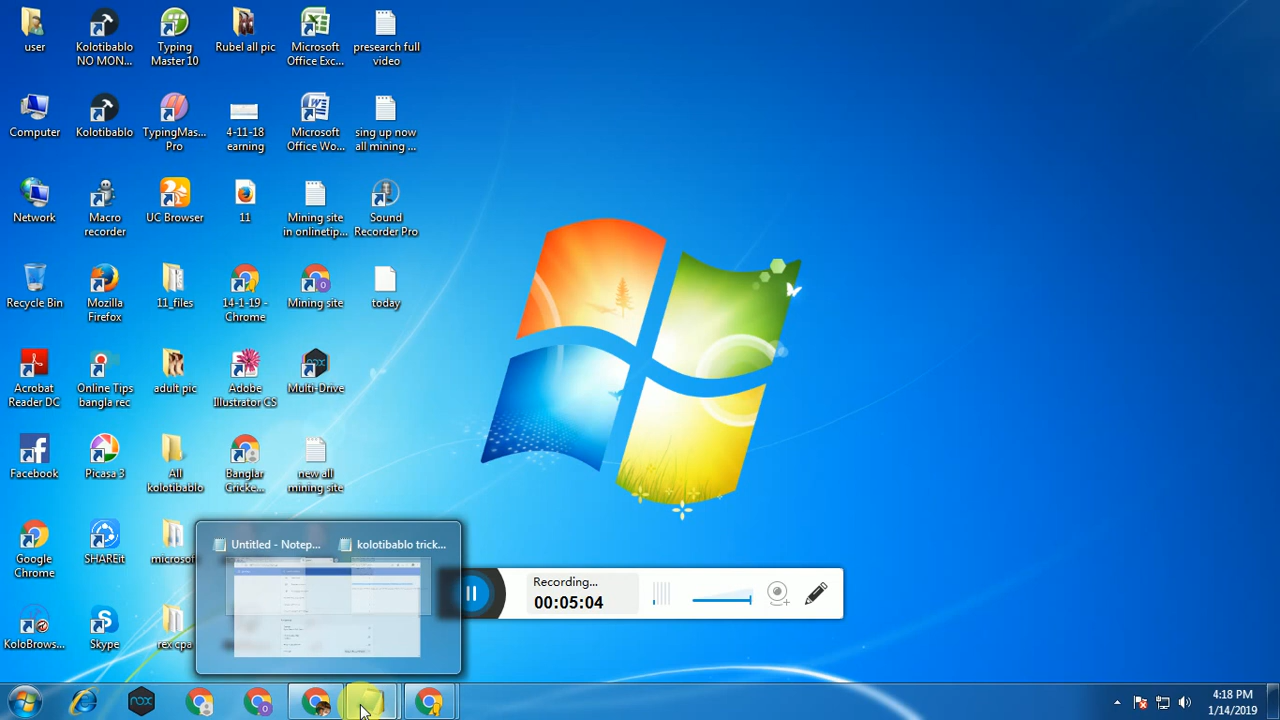 user
Kolotibablo
NO MON...
Typing
Master 10
Rubel all pic
Microsoft
Office Exc...
presearch full
video
Computer
Kolotibablo
TypingMas...
Pro
4-11-18
earning
Microsoft
Office Wo...
sing up now
all mining ...
Network
Macro
recorder
UC Browser
11
Mining site
in onlinetip...
Sound
Recorder Pro
Recycle Bin
Mozilla
Firefox
11_files
14-1-19 -
Chrome
Mining site
today
Acrobat
Reader DC
Online Tips
bangla rec
adult pic
Adobe
Illustrator CS
Multi-Drive
Facebook
Picasa 3
All
kolotibablo
Banglar
Cricke...
new all
mining site
Google
Chrome
SHAREit
microsof
Untitled - Notep...
kolotibablo trick...
Recording...
00:05:04
KoloBrows...
Skype
rex cpa
nox
4:18 PM
1/14/2019